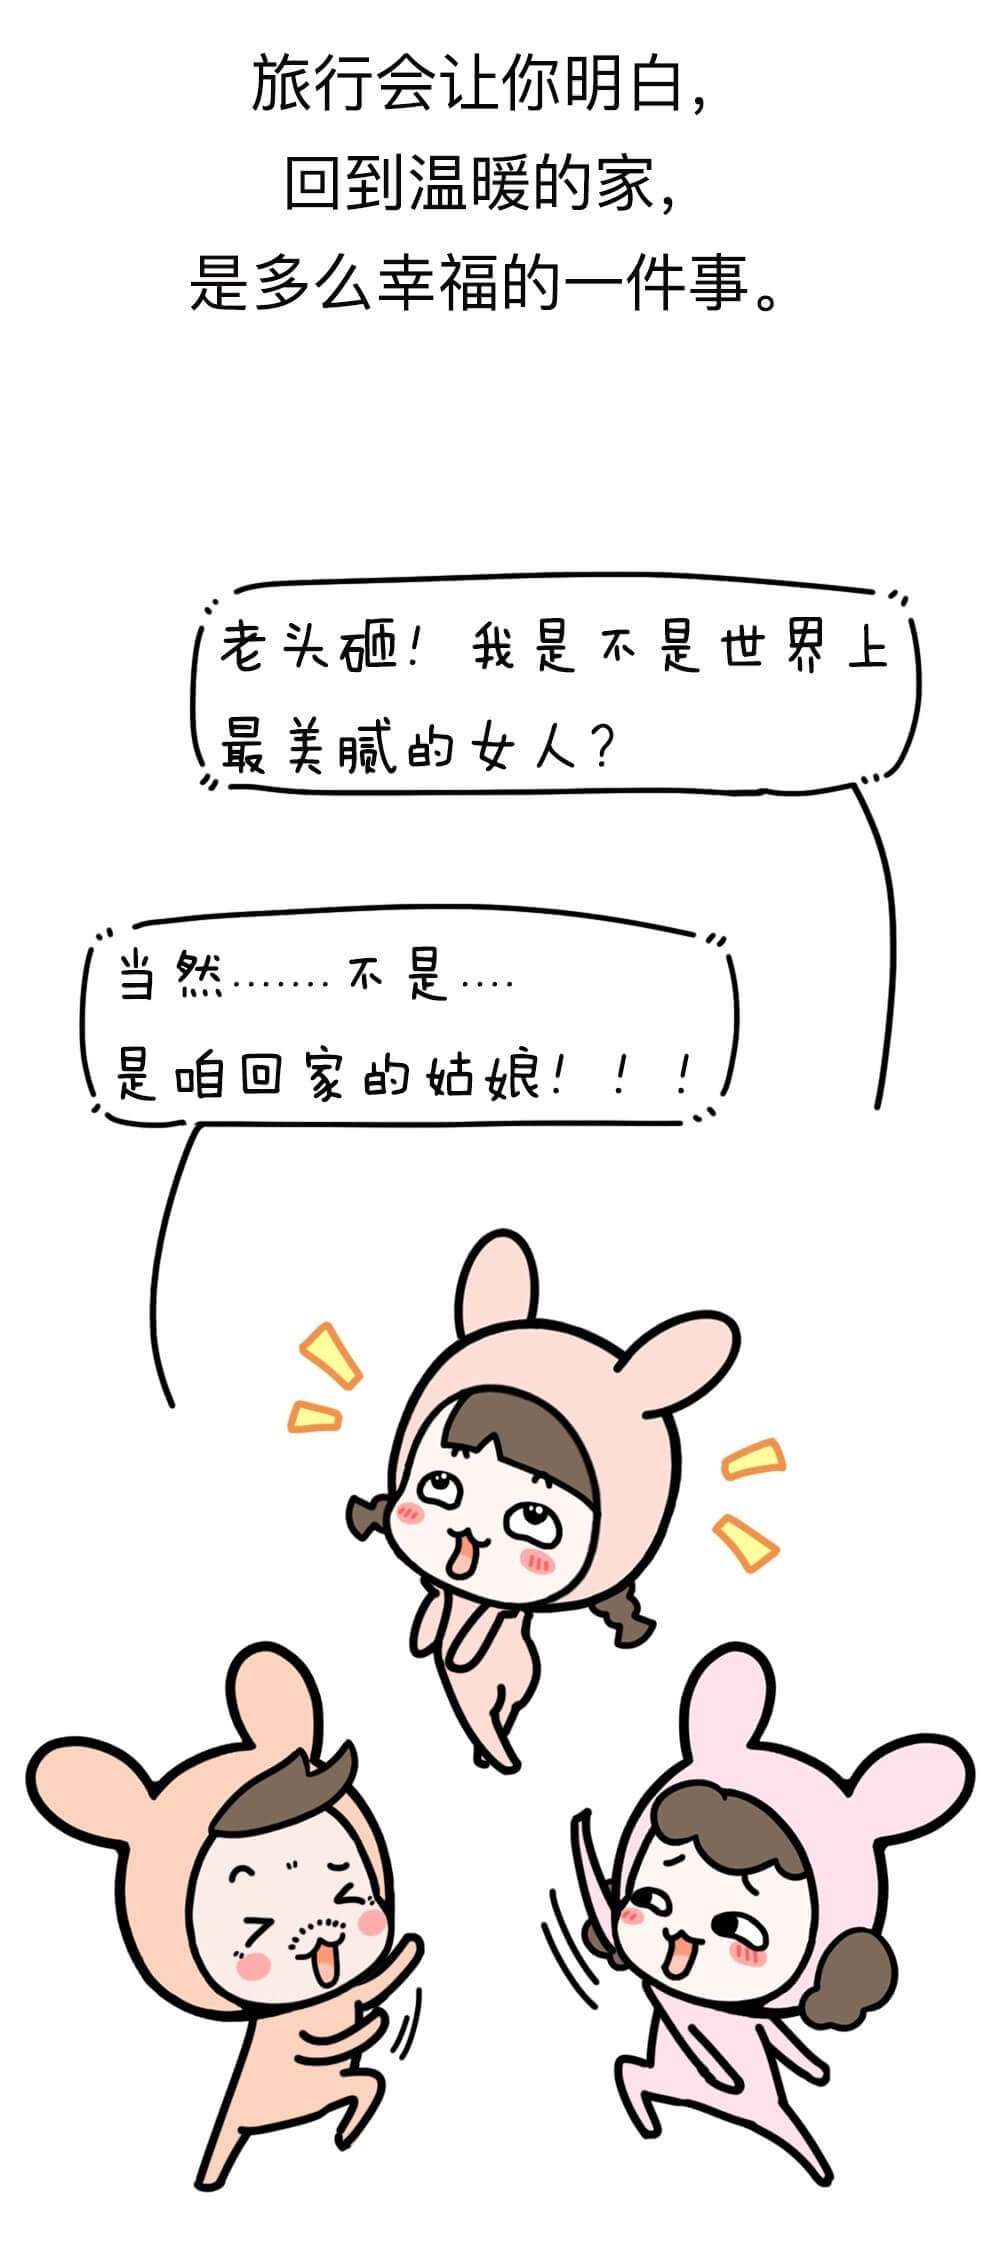 旅行会让你明白，
回到温暖的家，
是多么幸福的一件事。
老头砸！我是不是世界上
最美腻的女人？
当然.......不是....
是咱回家的姑娘！！！